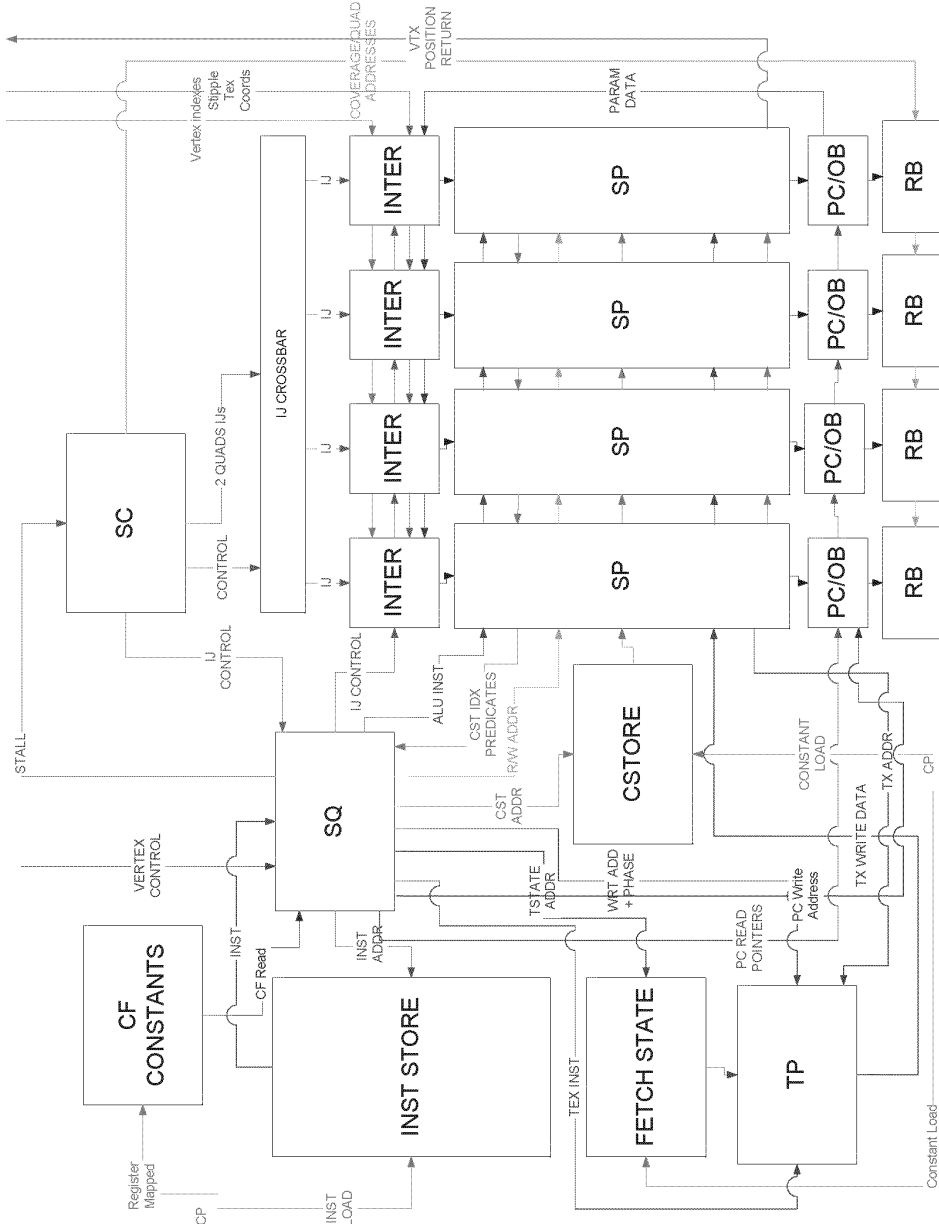 Register
Mapped
CF
CONSTANTS
CP
INST
LOAD
INST STORE
CF Read
INST
VERTEX
CONTROL
STALL
INST
ADDR
SQ
IJ
CONTROL
SC
CONTROL
2 QUADS IJs
IJ CROSSBAR
Vertex indexes
Stipple
Tex
Coords
COVERAGE/QUAD
ADDRESSES
VTX
POSITION
RETURN
IJ CONTROL
ALU INST
CST IDX
PREDICATES
R/W ADDR
CST
ADDR
WRT ADD
+ PHASE
TSTATE
ADDR
TEX INST
IJ
IJ
IJ
IJ
INTER
INTER
INTER
INTER
FETCH STATE
CSTORE
SP
SP
SP
SP
PARAM
DATA
TP
PC READ
POINTERS
PC Write
Address
TX WRITE DATA
CONSTANT
LOAD
TX ADDR
PC/OB
PC/OB
PC/OB
PC/OB
Constant Load
CP
RB
RB
RB
RB